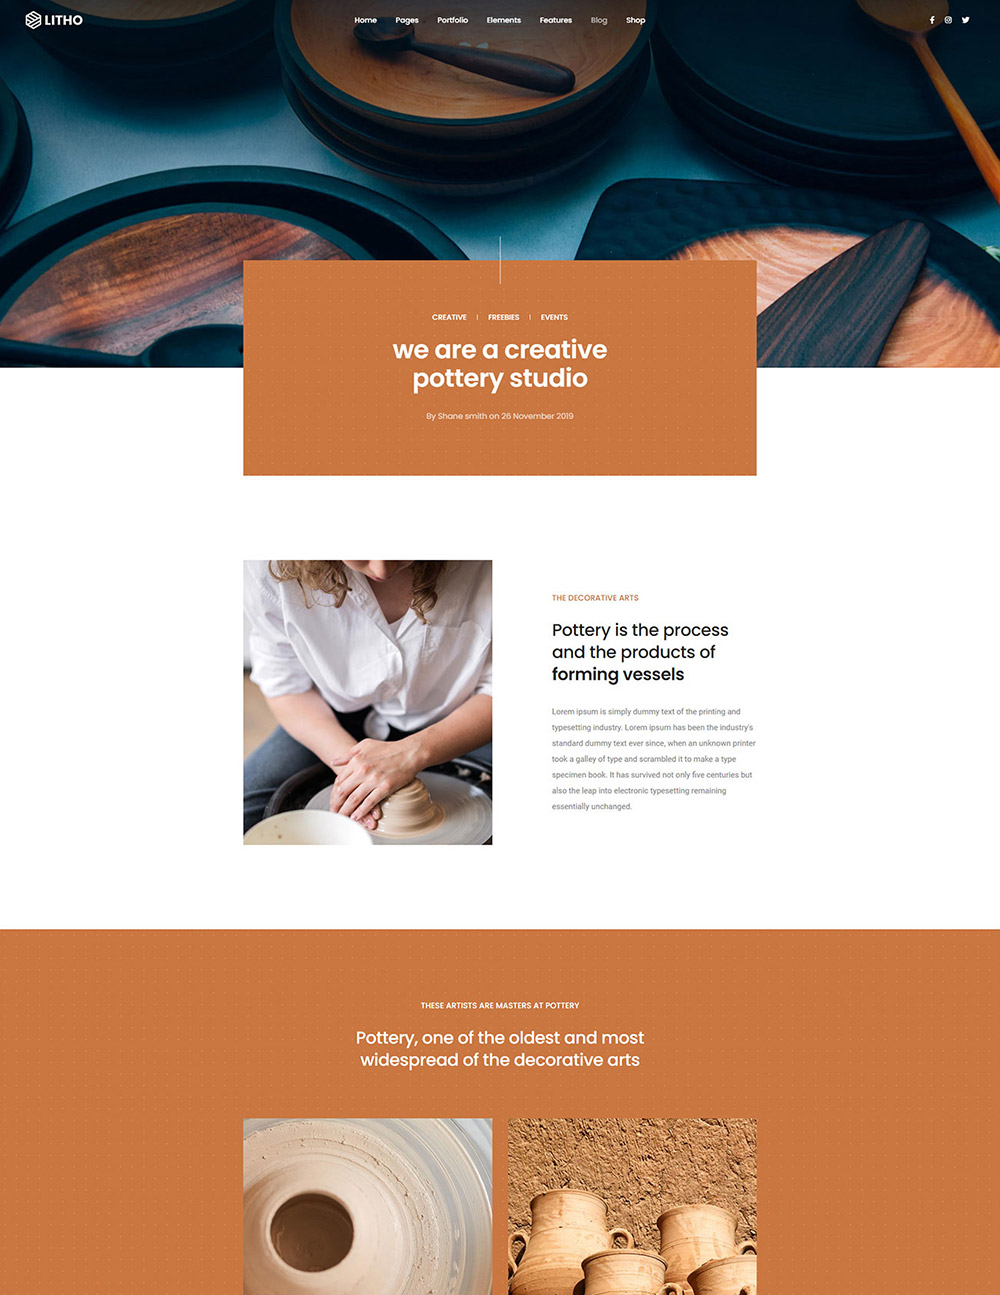 LITHO
Home Pages Portfolio Elements Features Blog Shop
CREATIVE | FREEBIES | EVENTS
we are a creative
pottery studio
By Shane smith on 26 November 2019
THE DECORATIVE ARTS
Pottery is the process
and the products of
forming vessels
Lorem ipsum is simply dummy text of the printing and
typesetting industry. Lorem ipsum has been the industry's
standard dummy text ever since, when an unknown printer
took a galley of type and scrambled it to make a type
specimen book. It has survived not only five centuries but
also the leap into electronic typesetting remaining
essentially unchanged.
THESE ARTISTS ARE MASTERS AT POTTERY
Pottery, one of the oldest and most
widespread of the decorative arts